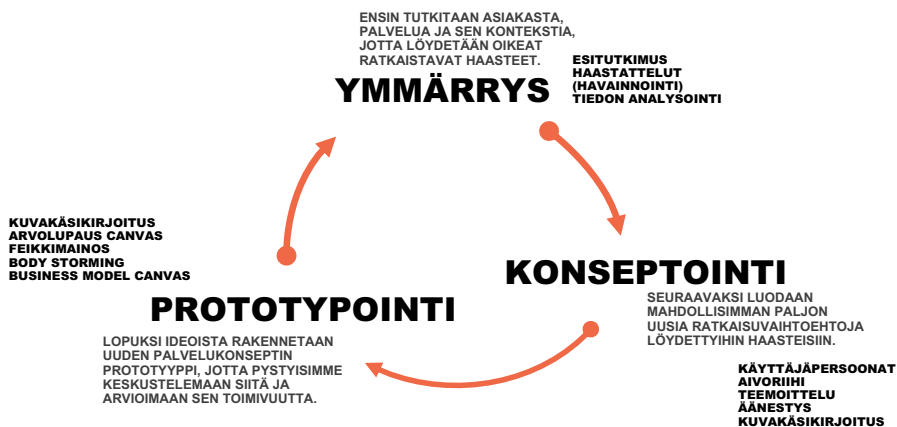 ENSIN TUTKITAAN ASIAKASTA,
PALVELUA JA SEN KONTEKSTIA,
JOTTA LÖYDETÄÄN OIKEAT
RATKAISTAVAT HAASTEET.
YMMÄRRYS
ESITUTKIMUS
HAASTATTELUT
(HAVAINNOINTI)
TIEDON ANALYSOINTI
KONSEPTOINTI
SEURAAVAKSI LUODAAN
MAHDOLLISIMMAN PALJON
UUSIA RATKAISUVAIHTOEHTOJA
LÖYDETTYIHIN HAASTEISIIN.
KÄYTTÄJÄPERSOONAT
AIVORIIHI
TEEMOITTELU
ÄÄNESTYS
KUVAKÄSIKIRJOITUS
KUVAKÄSIKIRJOITUS
ARVOLUPAUS CANVAS
FEIKKIMAINOS
BODY STORMING
BUSINESS MODEL CANVAS
PROTOTYPOINTI
LOPUKSI IDEOISTA RAKENNETAAN
UUDEN PALVELUKONSEPTIN
PROTOTYYPPI, JOTTA PYSTYISIMME
KESKUSTELEMAAN SIITÄ JA
ARVIOIMAAN SEN TOIMIVUUTTA.